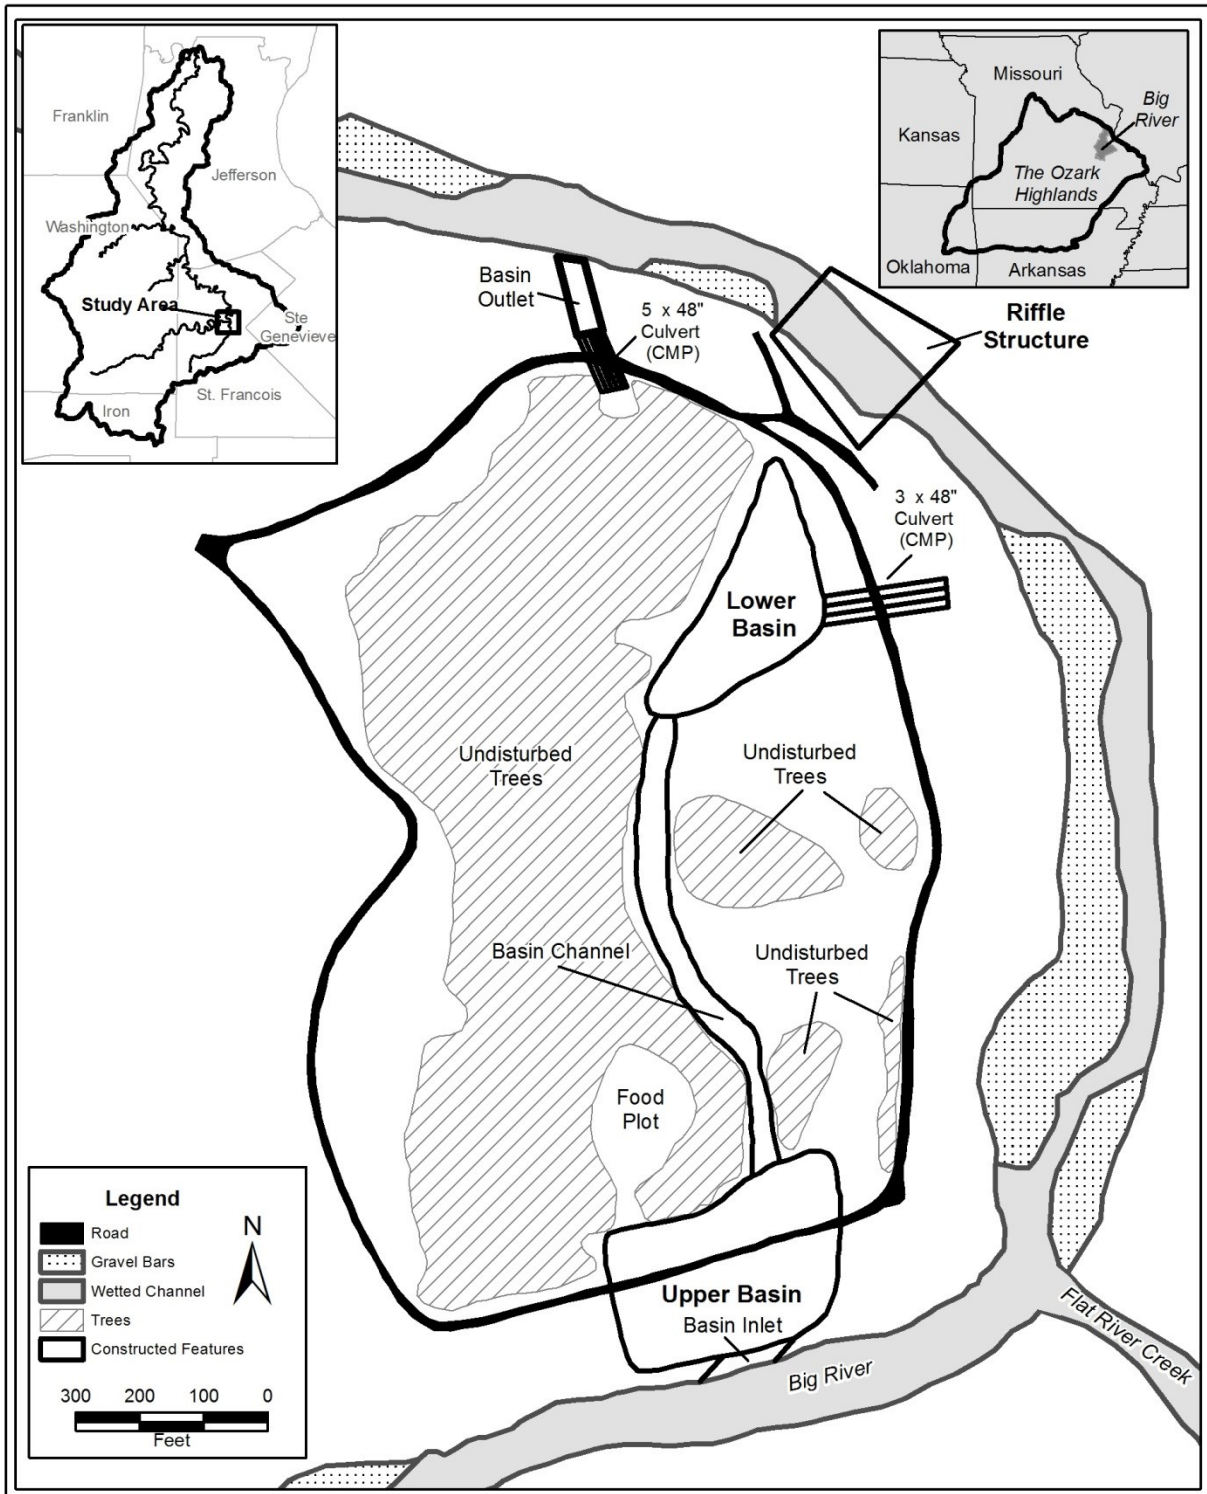 Franklin
Jefferson
Washington
Study Area
Ste
Genevieve
St. Francois
Iron
Missouri
Big
River
Kansas
The Ozark
Highlands
Oklahoma
Arkansas
Basin
Outlet
5 x 48"
Culvert
(CMP)
Riffle
Structure
3 x 48"
Culvert
(CMP)
Lower
Basin
Undisturbed
Trees
Undisturbed
Trees
Basin Channel
Undisturbed
Trees
Food
Plot
Upper Basin
Basin Inlet
Big River
Flat River Creek
Legend
N
Road
Gravel Bars
Wetted Channel
Trees
Constructed Features
300 200 100 0
Feet